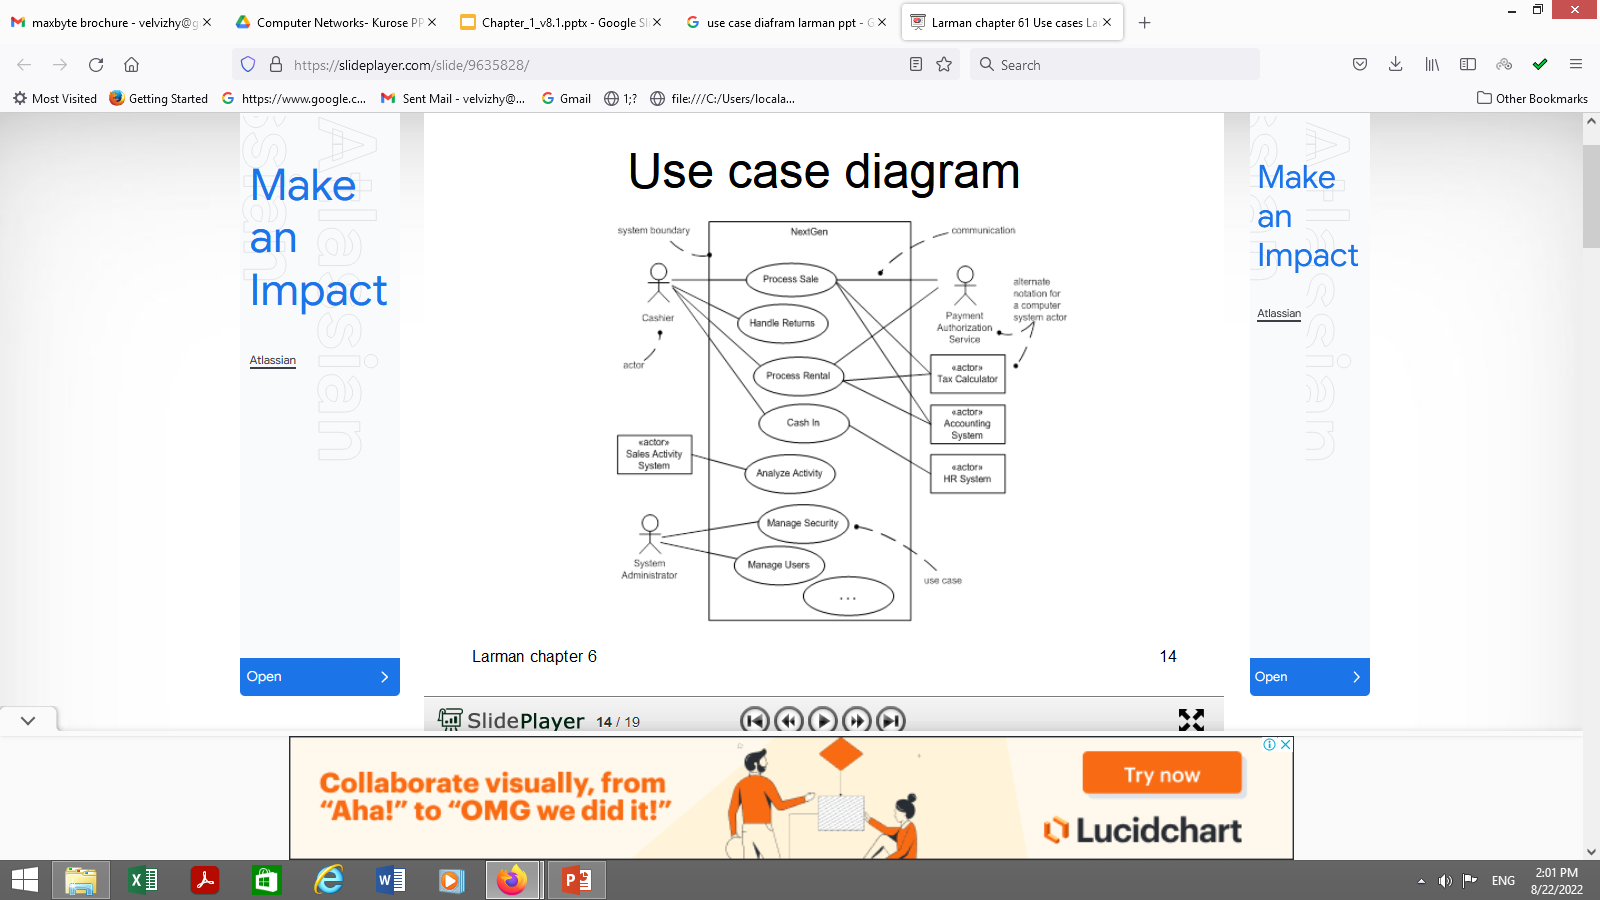 maxbyte brochure - velvizhy@g
Computer Networks- Kurose PP
Chapter_1_v8.1.pptx - Google Sli
use case diafram larman ppt - G
Larman chapter 61 Use cases La
https://slideplayer.com/slide/9635828/
Search
Most Visited
Getting Started
https://www.google.c...
Sent Mail - velvizhy@...
Gmail
1;?
file:///C:/Users/locala...
Other Bookmarks
Atlassian
Make
an
Impact
Atlassian
Open
Use case diagram
system boundary
NextGen
communication
Process Sale
Cashier
alternate
notation for
a computer
system actor
Payment
Authorization
Service
Handle Returns
actor
Process Rental
«actor»
Tax Calculator
Cash In
«actor»
Accounting
System
«actor»
Sales Activity
System
Analyze Activity
«actor»
HR System
Manage Security
System
Administrator
Manage Users
use case
...
Larman chapter 6
14
Atlassian
Make
an
Impact
Atlassian
Open
SlidePlayer
14 / 19
Collaborate visually, from
“Aha!” to “OMG we did it!”
Try now
Lucidchart
ENG
2:01 PM
8/22/2022